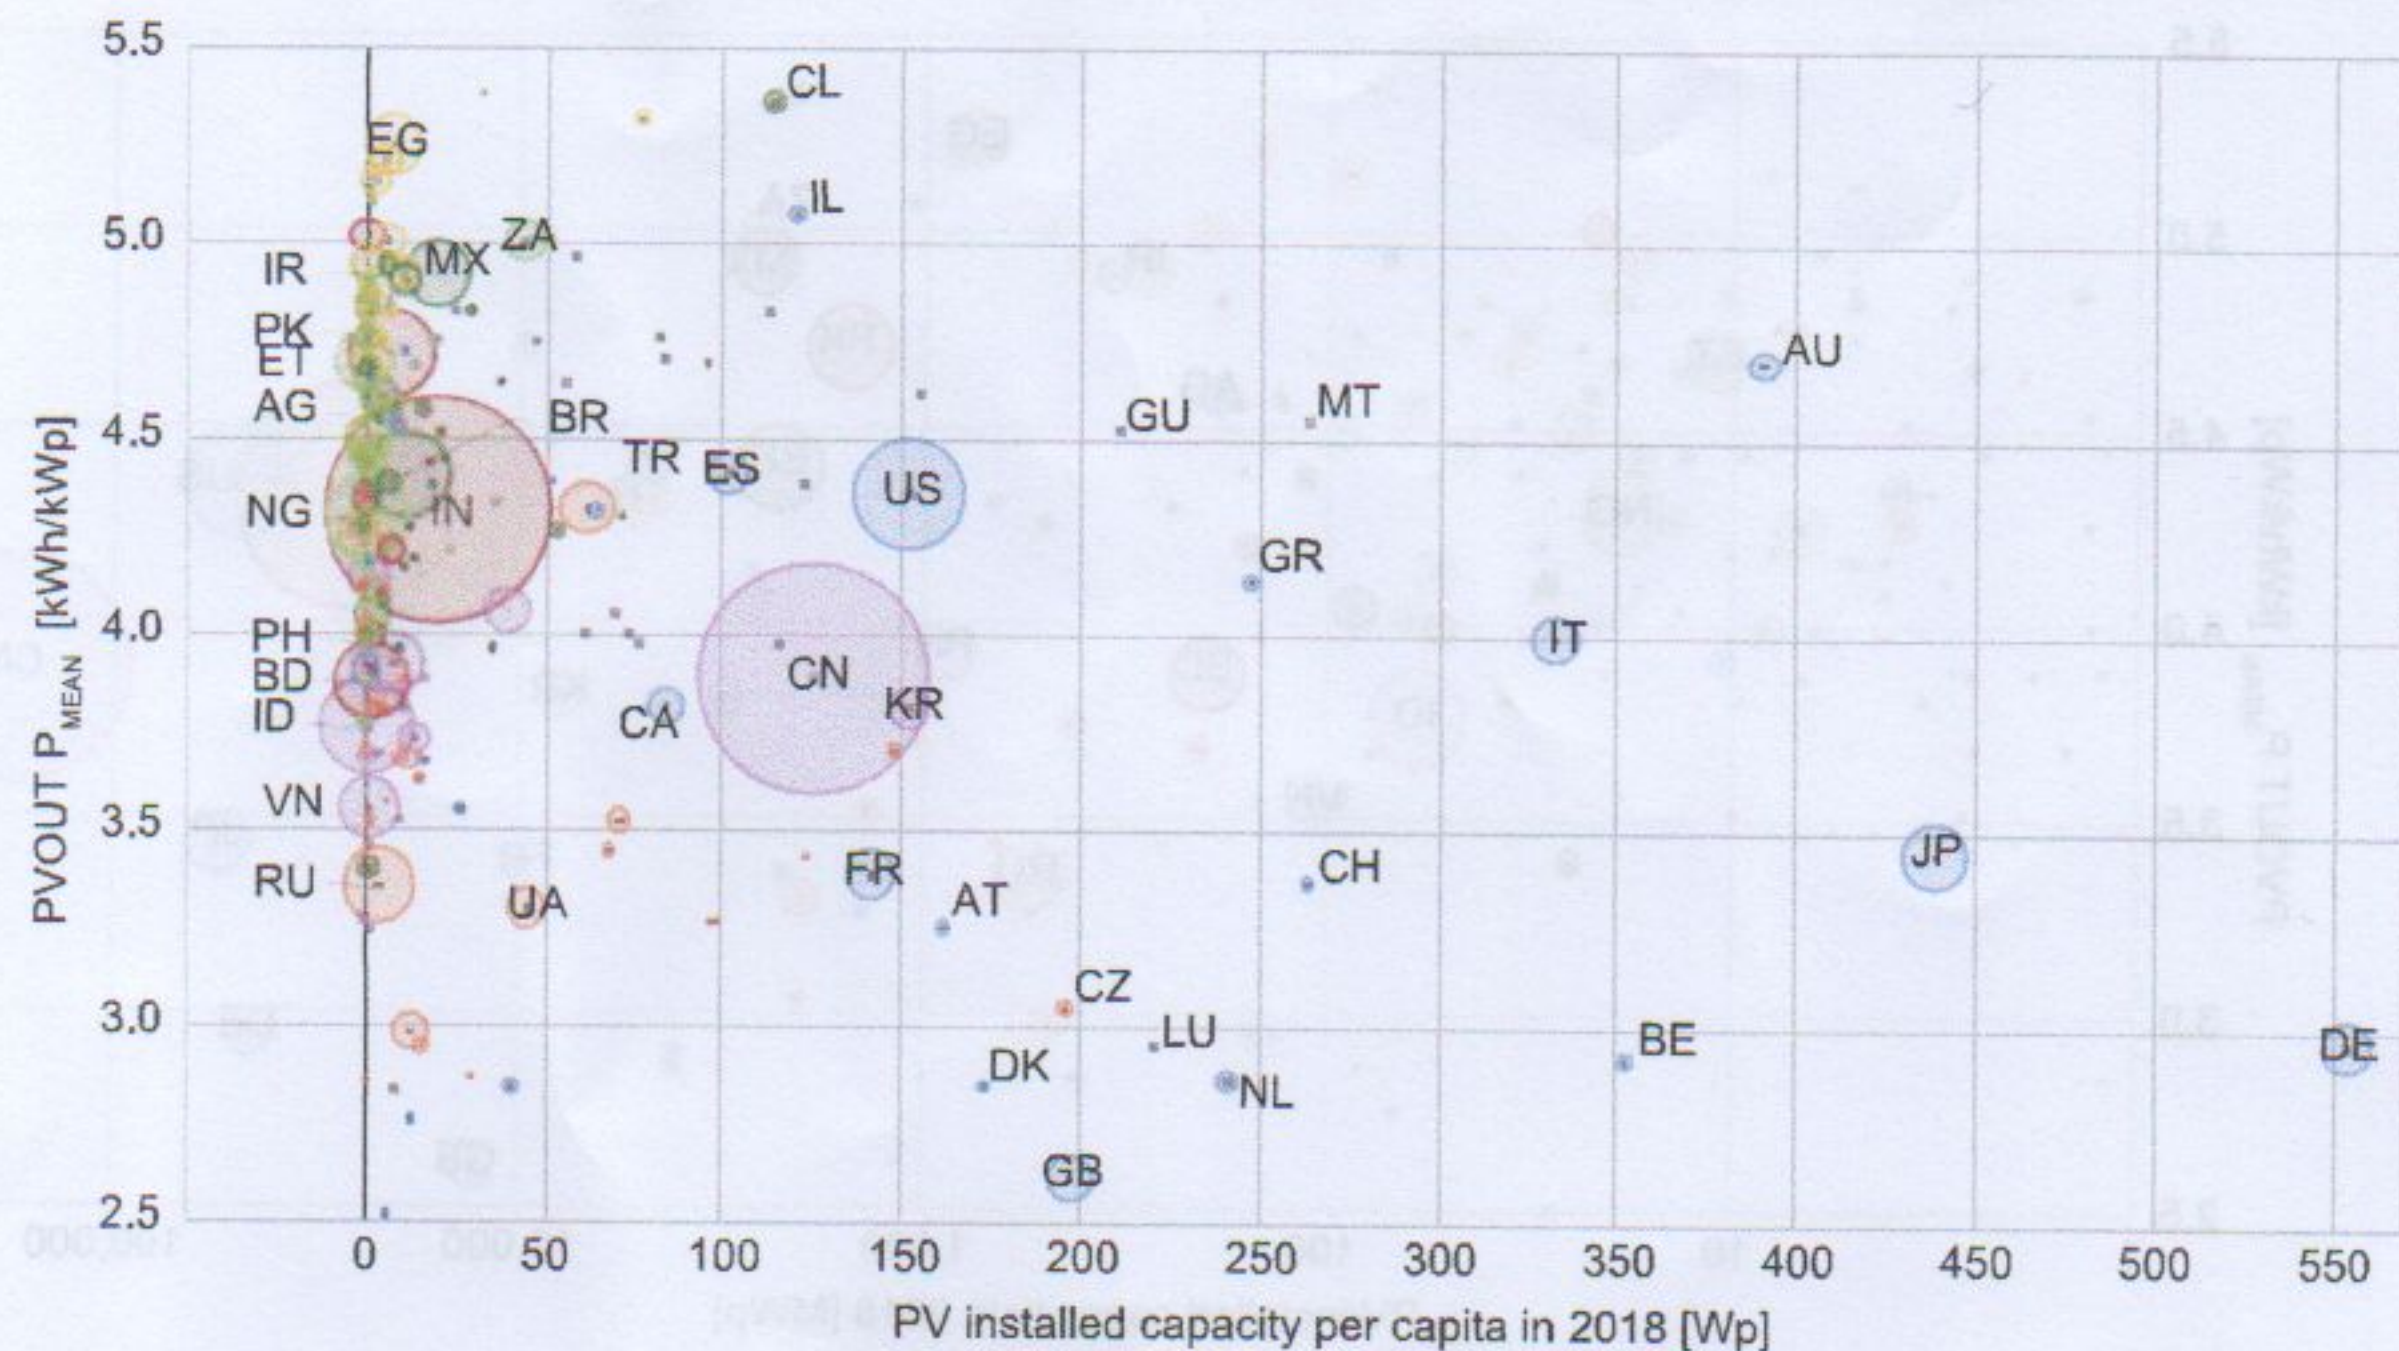 5.5
CL
EG
IL
5.0
ZA
MX
IR
PK
ET
AU
AG
BR
GU
MT
4.5
TR
ES
US
NG
IN
GR
4.0
PH
IT
BD
CN
KR
ID
CA
VN
3.5
JP
FR
CH
RU
UA
AT
CZ
3.0
LU
BE
DE
DK
NL
GB
2.5
0 50 100 150 200 250 300 350 400 450 500 550
PV installed capacity per capita in 2018 [Wp]
PVOUT P MEAN [kWh/kWp]